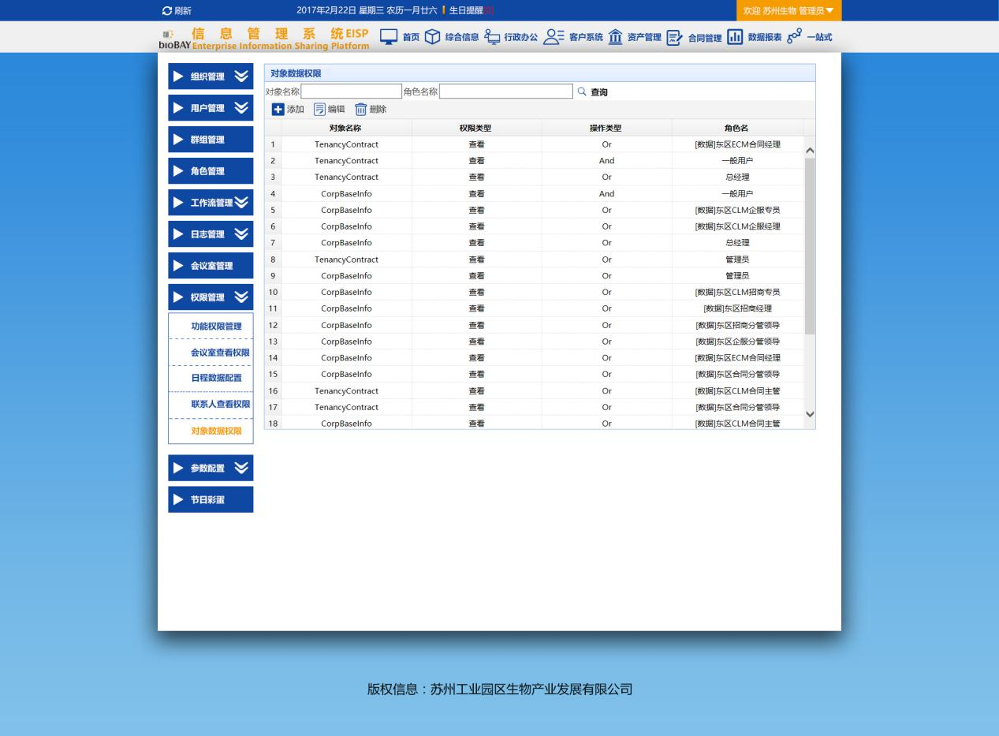 刷新
2017年2月22日 星期三 农历一月廿六 生日提醒[0]
欢迎 苏州生物 管理员
bioBAY
信息管理系统EISP
Enterprise Information Sharing Platform
首页 综合信息 行政办公 客户系统 资产管理 合同管理 数据报表 一站式
组织管理
用户管理
群组管理
角色管理
工作流管理
日志管理
会议室管理
权限管理
功能权限管理
会议室查看权限
日程数据配置
联系人查看权限
对象数据权限
参数配置
节日彩蛋
对象数据权限
对象名称 角色名称 查询
添加 编辑 删除
对象名称 权限类型 操作类型 角色名
1 TenancyContract 查看 Or [数据]东区ECM合同经理
2 TenancyContract 查看 And 一般用户
3 TenancyContract 查看 Or 总经理
4 CorpBaseInfo 查看 And 一般用户
5 CorpBaseInfo 查看 Or [数据]东区CLM企服专员
6 CorpBaseInfo 查看 Or [数据]东区CLM企服经理
7 CorpBaseInfo 查看 Or 总经理
8 TenancyContract 查看 Or 管理员
9 CorpBaseInfo 查看 Or 管理员
10 CorpBaseInfo 查看 Or [数据]东区CLM招商专员
11 CorpBaseInfo 查看 Or [数据]东区招商经理
12 CorpBaseInfo 查看 Or [数据]东区招商分管领导
13 CorpBaseInfo 查看 Or [数据]东区企服分管领导
14 CorpBaseInfo 查看 Or [数据]东区ECM合同经理
15 CorpBaseInfo 查看 Or [数据]东区合同分管领导
16 TenancyContract 查看 Or [数据]东区CLM合同主管
17 TenancyContract 查看 Or [数据]东区合同分管领导
18 CorpBaseInfo 查看 Or [数据]东区CLM合同主管
版权信息：苏州工业园区生物产业发展有限公司